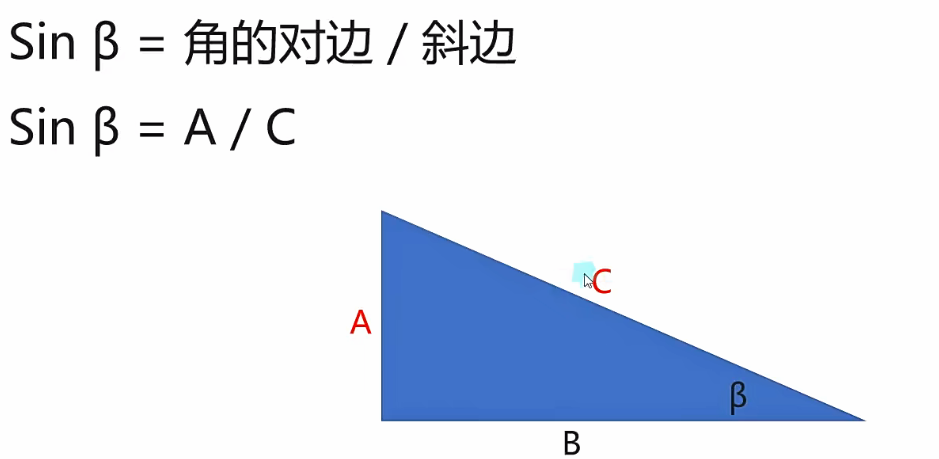 Sin β = 角的对边 / 斜边
Sin β = A / C
C
A
β
B